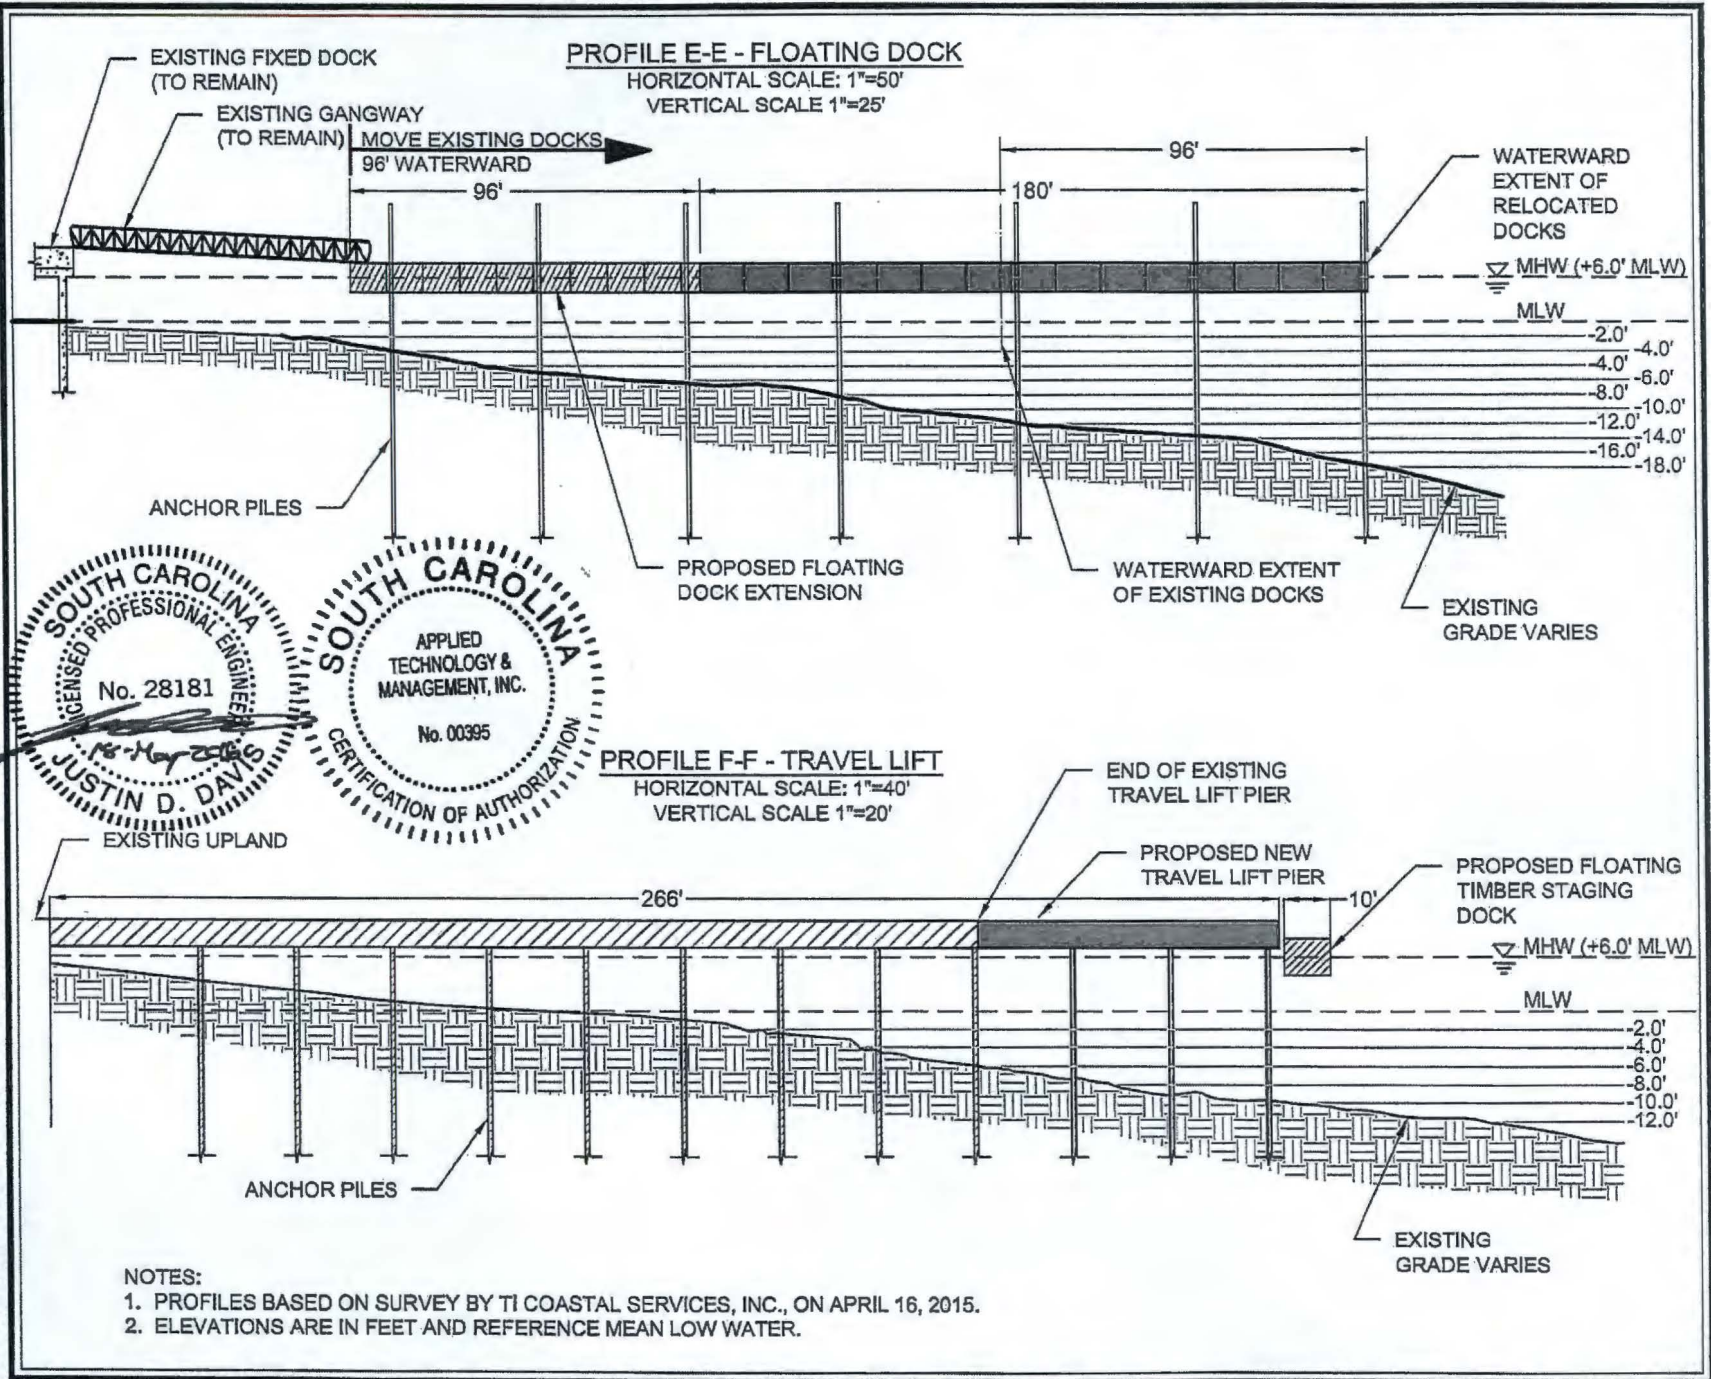 PROFILE E-E - FLOATING DOCK
HORIZONTAL SCALE: 1"=50'
VERTICAL SCALE 1"=25'
EXISTING FIXED DOCK
(TO REMAIN)
EXISTING GANGWAY
(TO REMAIN)
MOVE EXISTING DOCKS
96' WATERWARD
96'
180'
96'
WATERWARD
EXTENT OF
RELOCATED
DOCKS
MHW (+6.0' MLW)
MLW
-2.0'
-4.0'
-4.0'
-6.0'
-8.0'
-10.0'
-12.0'
-14.0'
-16.0'
-18.0'
ANCHOR PILES
PROPOSED FLOATING
DOCK EXTENSION
WATERWARD EXTENT
OF EXISTING DOCKS
EXISTING
GRADE VARIES
SOUTH CAROLINA
LICENSED PROFESSIONAL ENGINEER
No. 28181
JUSTIN D. DAVIS
SOUTH CAROLINA
APPLIED
TECHNOLOGY &
MANAGEMENT, INC.
No. 00395
CERTIFICATION OF AUTHORIZATION
PROFILE F-F - TRAVEL LIFT
HORIZONTAL SCALE: 1"=40'
VERTICAL SCALE 1"=20'
EXISTING UPLAND
266'
END OF EXISTING
TRAVEL LIFT PIER
PROPOSED NEW
TRAVEL LIFT PIER
10'
PROPOSED FLOATING
TIMBER STAGING
DOCK
MHW (+6.0' MLW)
MLW
-2.0'
-4.0'
-6.0'
-8.0'
-10.0'
-12.0'
ANCHOR PILES
EXISTING
GRADE VARIES
NOTES:
1. PROFILES BASED ON SURVEY BY TI COASTAL SERVICES, INC., ON APRIL 16, 2015.
2. ELEVATIONS ARE IN FEET AND REFERENCE MEAN LOW WATER.